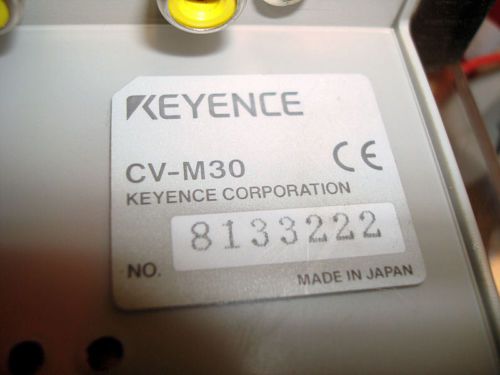 KEYENCE
CV-M30 CE
KEYENCE CORPORATION
NO. 8133222
MADE IN JAPAN